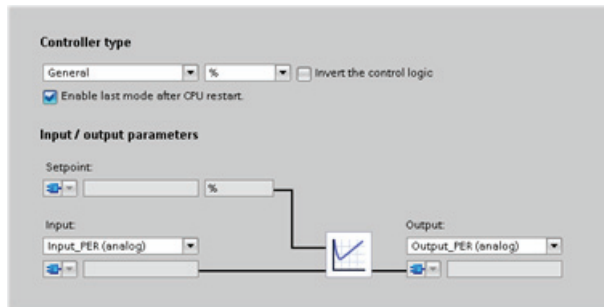 Controller type
General % Invert the control logic
Enable last mode after CPU restart.
Input / output parameters
Setpoint:
%
Input: Output:
Input_PER (analog) Output_PER (analog)